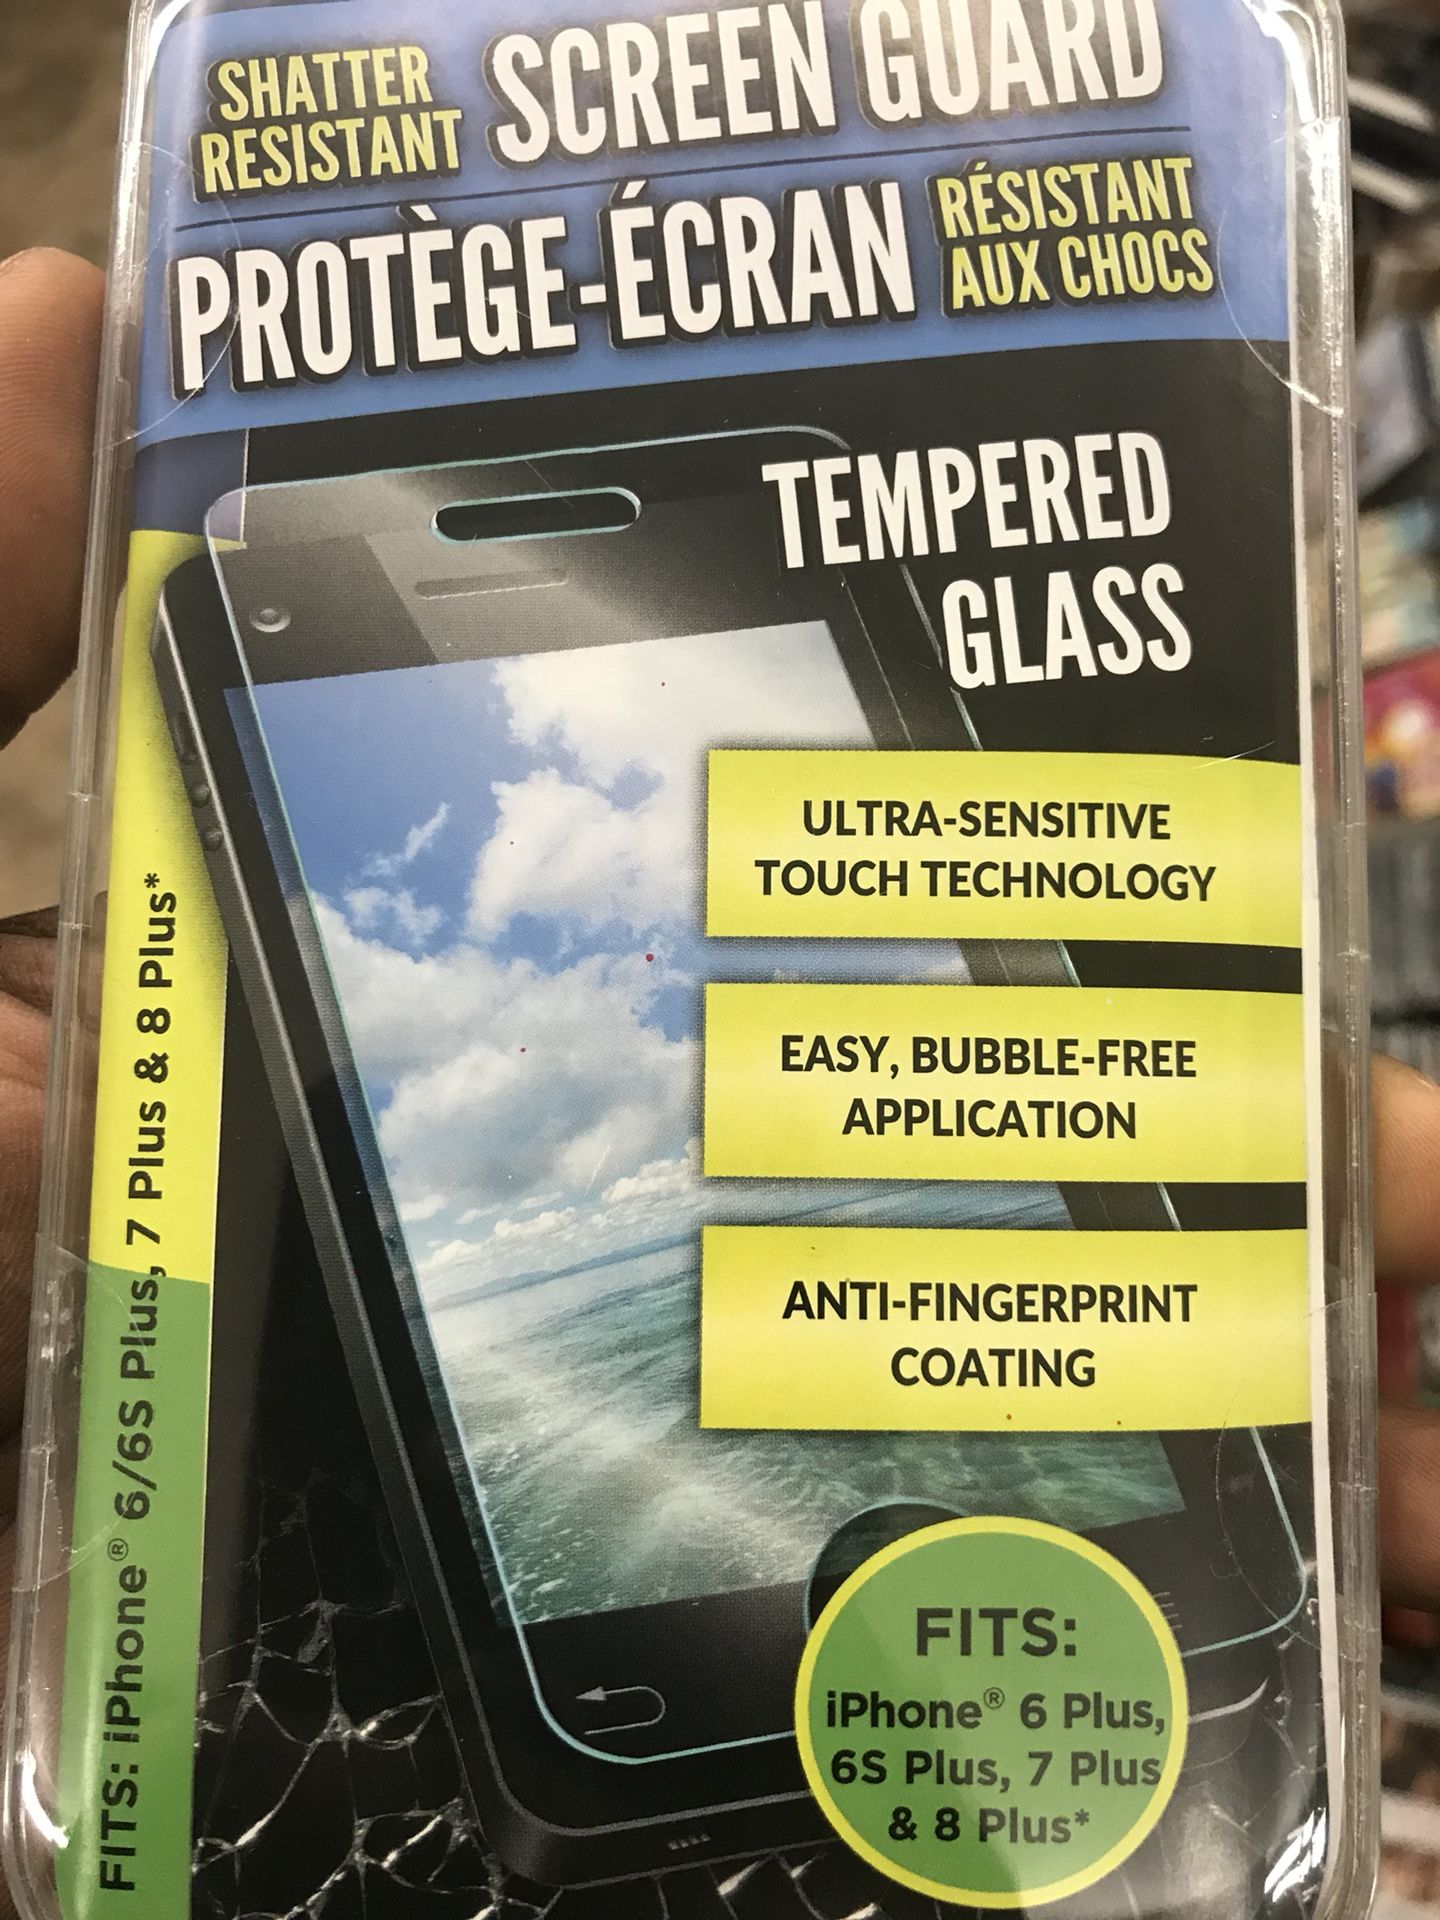 SHATTER
RESISTANT
SCREEN GUARD
PROTÈGE-ÉCRAN
RÉSISTANT
AUX CHOCS
TEMPERED
GLASS
ULTRA-SENSITIVE
TOUCH TECHNOLOGY
EASY, BUBBLE-FREE
APPLICATION
ANTI-FINGERPRINT
COATING
FITS:
iPhone® 6 Plus,
6S Plus, 7 Plus
& 8 Plus*
FITS: iPhone® 6/6S Plus, 7 Plus & 8 Plus*